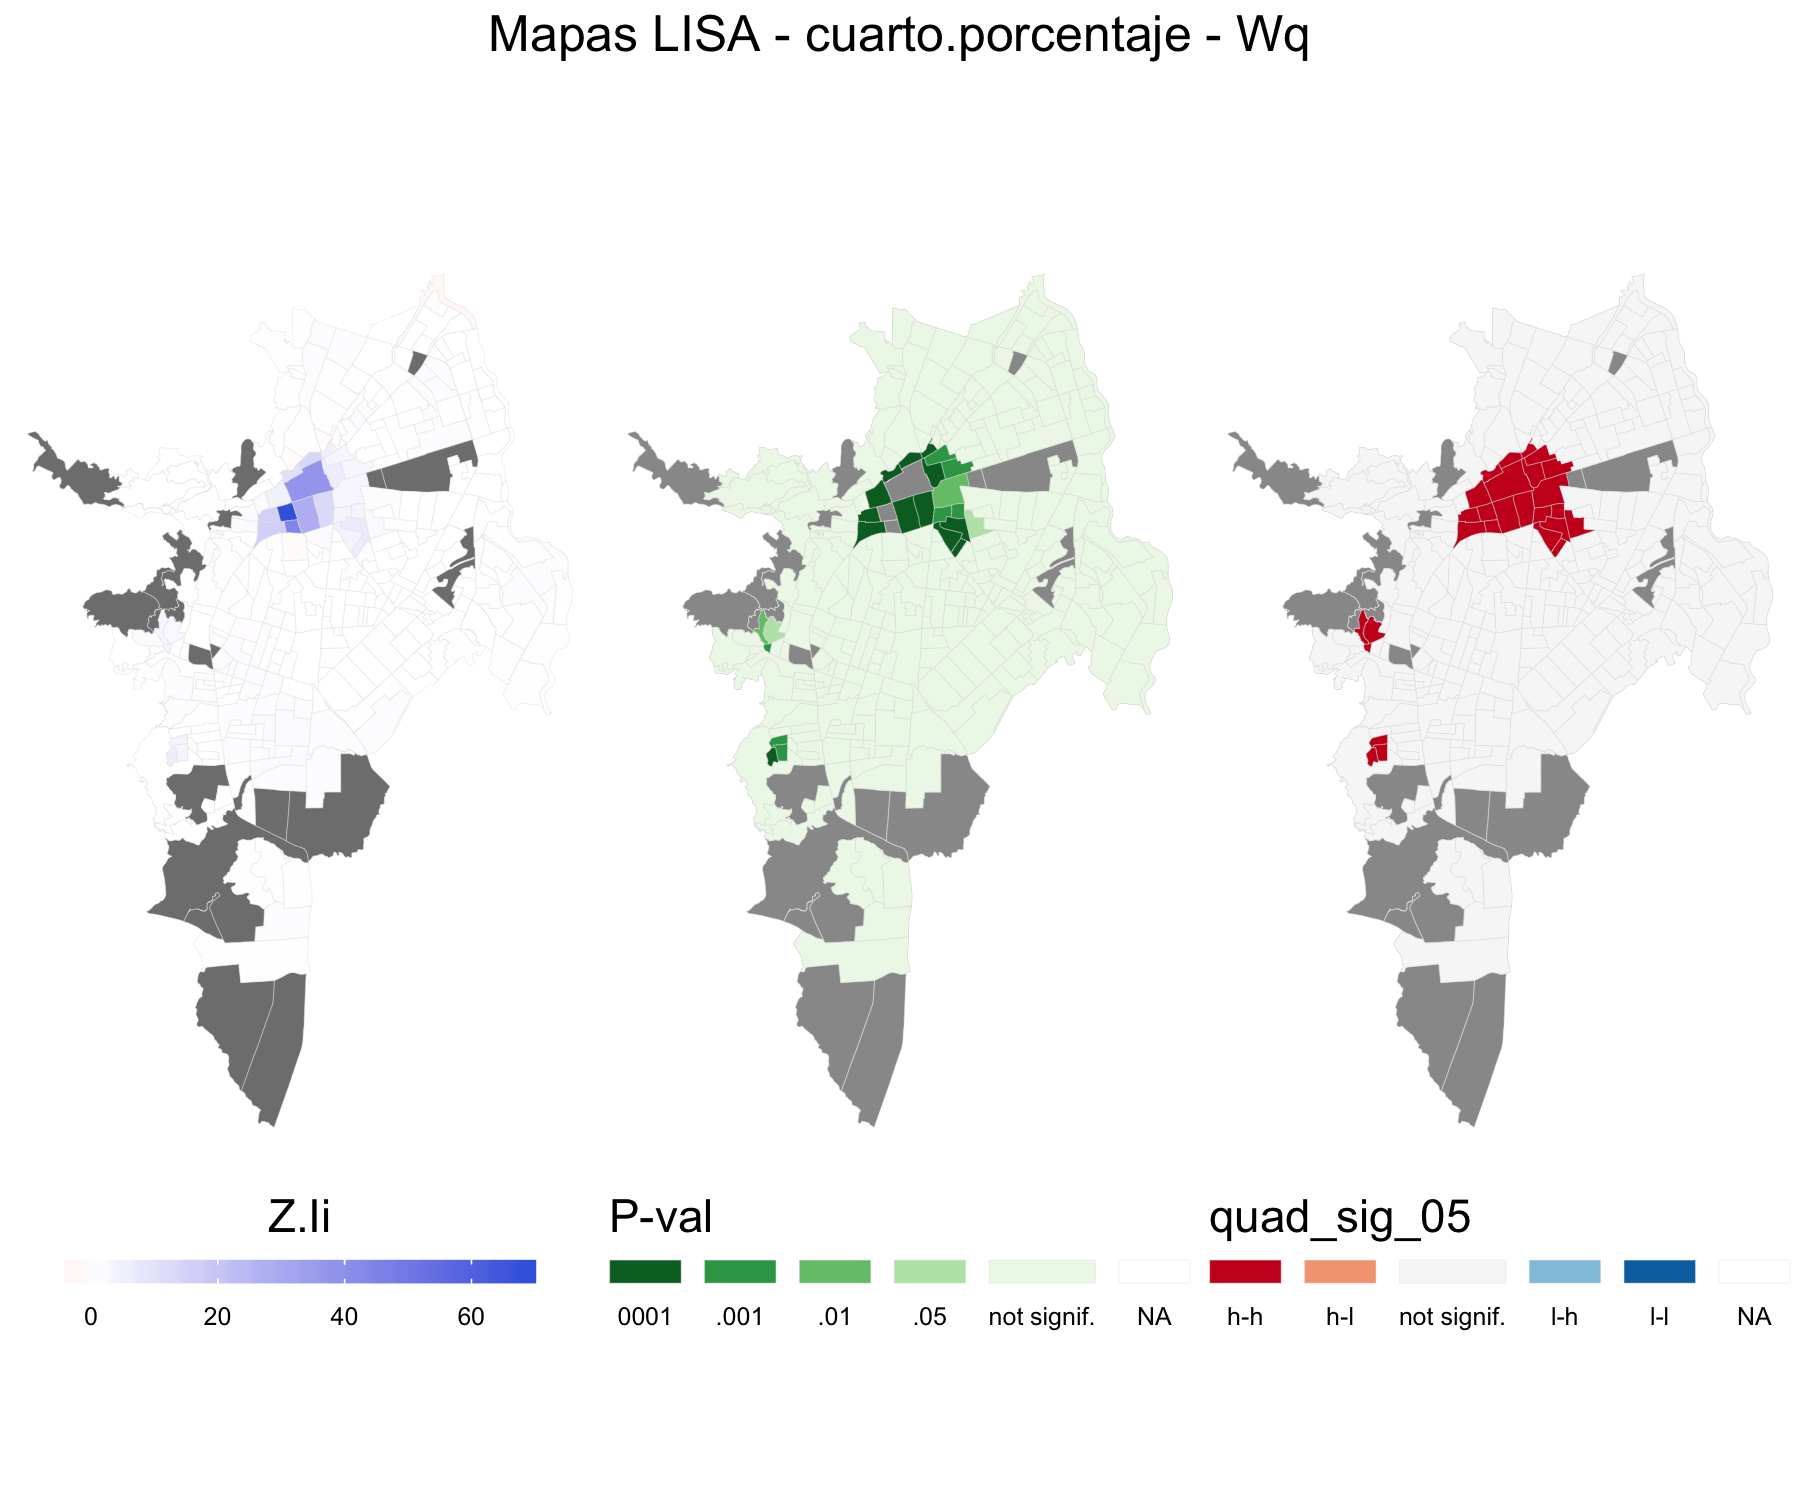 Mapas LISA - cuarto.porcentaje - Wq
Z.Ii
0 20 40 60
P-val
0001 .001 .01 .05 not signif. NA
quad_sig_05
h-h h-l not signif. l-h l-l NA